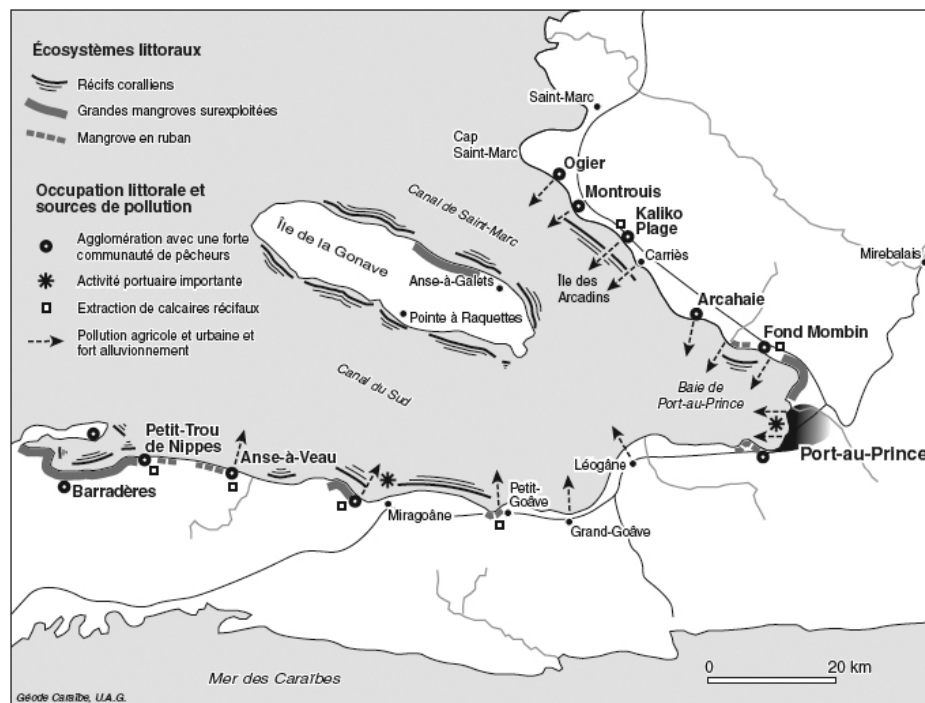 Écosystèmes littoraux
Récifs coralliens
Grandes mangroves surexploitées
Mangrove en ruban
Occupation littorale et
sources de pollution
Agglomération avec une forte
communauté de pêcheurs
Activité portuaire importante
Extraction de calcaires récifaux
Pollution agricole et urbaine et
fort alluvionnement
Saint-Marc
Cap
Saint-Marc
Ogier
Canal de Saint-Marc
Montrouis
Kaliko
Plage
Île de la Gonave
Carriès
Mirebalais
Anse-à-Galets
Île des
Arcadins
Pointe à Raquettes
Arcahaie
Fond Mombin
Canal du Sud
Baie de
Port-au-Prince
Petit-Trou
de Nippes
Anse-à-Veau
Léogâne
Port-au-Prince
Barradères
Petit-
Goâve
Miragoâne
Grand-Goâve
0 20 km
Mer des Caraïbes
Géode Caraïbe, U.A.G.